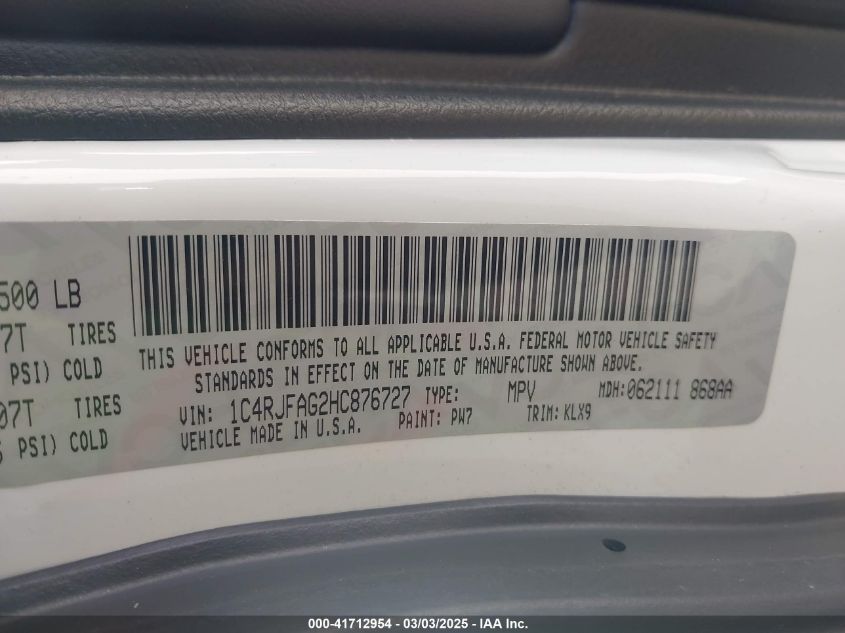 500 LB
7T TIRES
PSI) COLD
07T TIRES
PSI) COLD
THIS VEHICLE CONFORMS TO ALL APPLICABLE U.S.A. FEDERAL MOTOR VEHICLE SAFETY
STANDARDS IN EFFECT ON THE DATE OF MANUFACTURE SHOWN ABOVE.
VIN: 1C4RJFAG2HC876727 TYPE: MPV MDH:062111 868AA
VEHICLE MADE IN U.S.A. PAINT: PW7 TRIM: KLX9
000-41712954 - 03/03/2025 - IAA Inc.